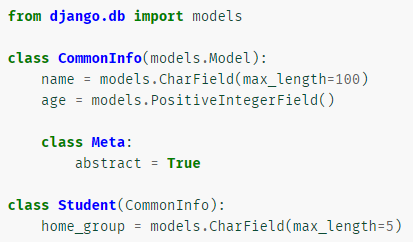 from django.db import models

class CommonInfo(models.Model):
    name = models.CharField(max_length=100)
    age = models.PositiveIntegerField()

    class Meta:
        abstract = True

class Student(CommonInfo):
    home_group = models.CharField(max_length=5)